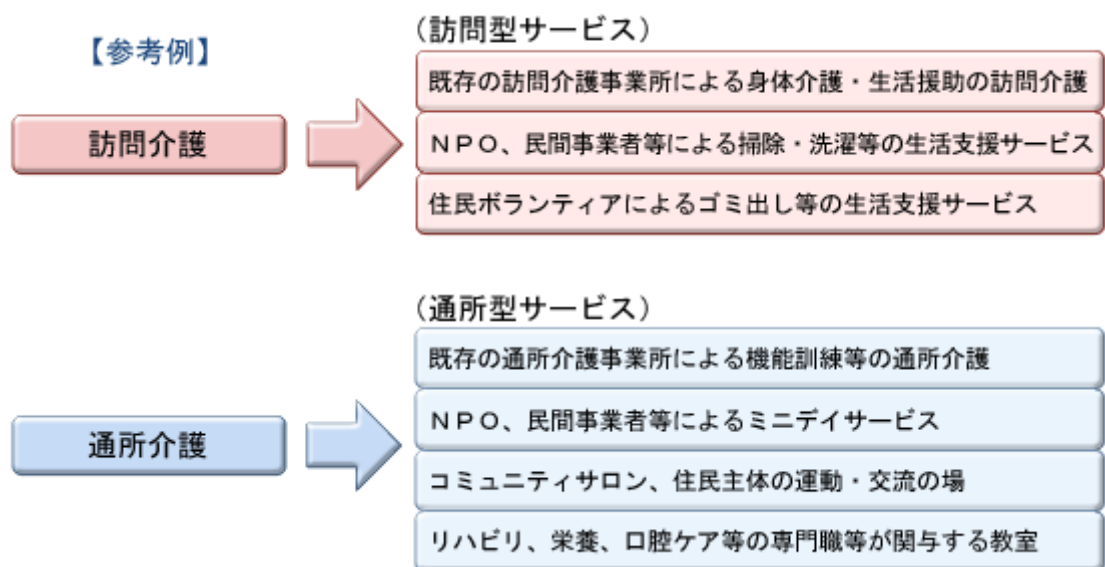 【参考例】
(訪問型サービス)
訪問介護
既存の訪問介護事業所による身体介護・生活援助の訪問介護
NPO、民間事業者等による掃除・洗濯等の生活支援サービス
住民ボランティアによるゴミ出し等の生活支援サービス
(通所型サービス)
通所介護
既存の通所介護事業所による機能訓練等の通所介護
NPO、民間事業者等によるミニデイサービス
コミュニティサロン、住民主体の運動・交流の場
リハビリ、栄養、口腔ケア等の専門職等が関与する教室